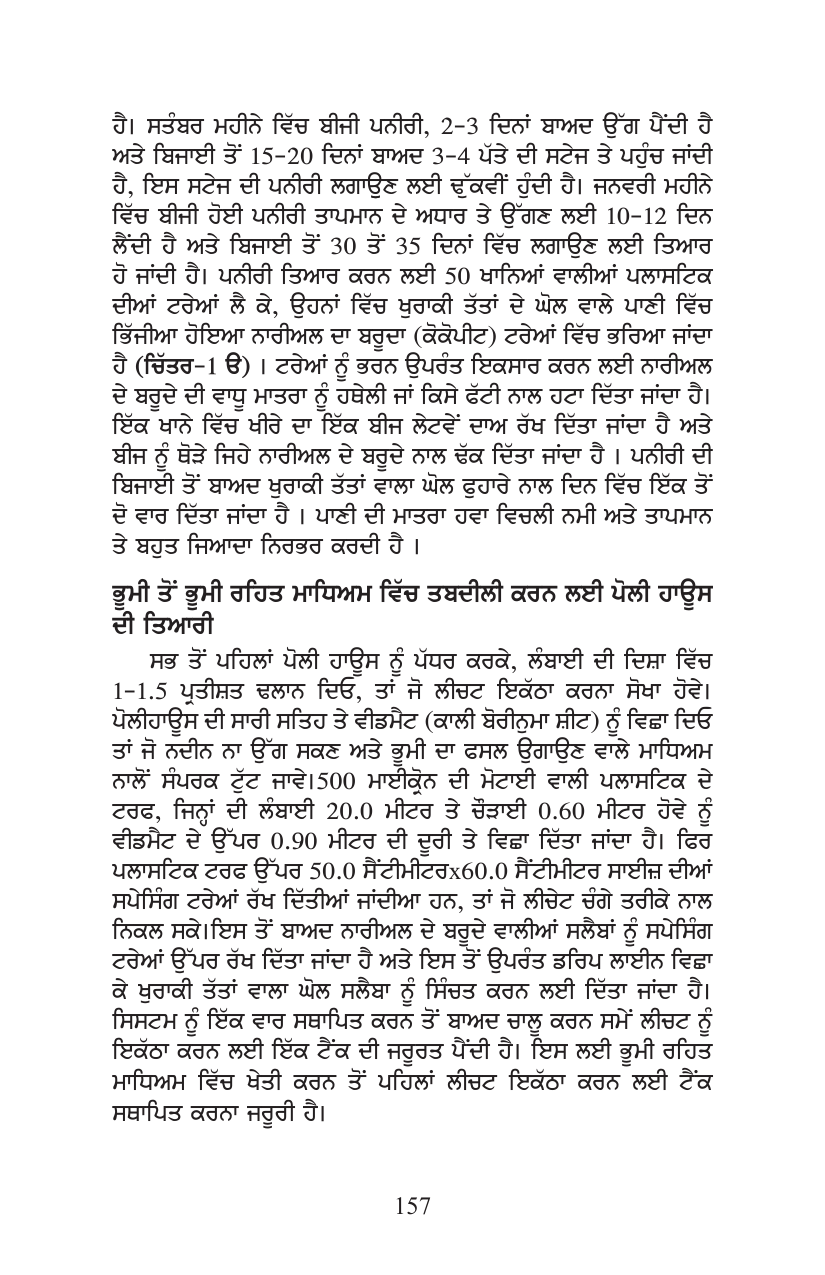 ਹੈ। ਸਤੰਬਰ ਮਹੀਨੇ ਵਿੱਚ ਬੀਜੀ ਪਨੀਰੀ, 2-3 ਦਿਨਾਂ ਬਾਅਦ ਉੱਗ ਪੈਂਦੀ ਹੈ
ਅਤੇ ਬਿਜਾਈ ਤੋਂ 15-20 ਦਿਨਾਂ ਬਾਅਦ 3-4 ਪੱਤੇ ਦੀ ਸਟੇਜ ਤੇ ਪਹੁੰਚ ਜਾਂਦੀ
ਹੈ, ਇਸ ਸਟੇਜ ਦੀ ਪਨੀਰੀ ਲਗਾਉਣ ਲਈ ਢੁੱਕਵੀਂ ਹੁੰਦੀ ਹੈ। ਜਨਵਰੀ ਮਹੀਨੇ
ਵਿੱਚ ਬੀਜੀ ਹੋਈ ਪਨੀਰੀ ਤਾਪਮਾਨ ਦੇ ਅਧਾਰ ਤੇ ਉੱਗਣ ਲਈ 10-12 ਦਿਨ
ਲੈਂਦੀ ਹੈ ਅਤੇ ਬਿਜਾਈ ਤੋਂ 30 ਤੋਂ 35 ਦਿਨਾਂ ਵਿੱਚ ਲਗਾਉਣ ਲਈ ਤਿਆਰ
ਹੋ ਜਾਂਦੀ ਹੈ। ਪਨੀਰੀ ਤਿਆਰ ਕਰਨ ਲਈ 50 ਖਾਨਿਆਂ ਵਾਲੀਆਂ ਪਲਾਸਟਿਕ
ਦੀਆਂ ਟਰੇਆਂ ਲੈ ਕੇ, ਉਹਨਾਂ ਵਿੱਚ ਖੁਰਾਕੀ ਤੱਤਾਂ ਦੇ ਘੋਲ ਵਾਲੇ ਪਾਣੀ ਵਿੱਚ
ਭਿੱਜੀਆ ਹੋਇਆ ਨਾਰੀਅਲ ਦਾ ਬਰੂਦਾ (ਕੋਕੋਪੀਟ) ਟਰੇਆਂ ਵਿੱਚ ਭਰਿਆ ਜਾਂਦਾ
ਹੈ (ਚਿੱਤਰ-1 ੳ) । ਟਰੇਆਂ ਨੂੰ ਭਰਨ ਉਪਰੰਤ ਇਕਸਾਰ ਕਰਨ ਲਈ ਨਾਰੀਅਲ
ਦੇ ਬਰੂਦੇ ਦੀ ਵਾਧੂ ਮਾਤਰਾ ਨੂੰ ਹਥੇਲੀ ਜਾਂ ਕਿਸੇ ਫੱਟੀ ਨਾਲ ਹਟਾ ਦਿੱਤਾ ਜਾਂਦਾ ਹੈ।
ਇੱਕ ਖਾਨੇ ਵਿੱਚ ਖੀਰੇ ਦਾ ਇੱਕ ਬੀਜ ਲੇਟਵੇਂ ਦਾਅ ਰੱਖ ਦਿੱਤਾ ਜਾਂਦਾ ਹੈ ਅਤੇ
ਬੀਜ ਨੂੰ ਥੋੜੇ ਜਿਹੇ ਨਾਰੀਅਲ ਦੇ ਬਰੂਦੇ ਨਾਲ ਢੱਕ ਦਿੱਤਾ ਜਾਂਦਾ ਹੈ । ਪਨੀਰੀ ਦੀ
ਬਿਜਾਈ ਤੋਂ ਬਾਅਦ ਖੁਰਾਕੀ ਤੱਤਾਂ ਵਾਲਾ ਘੋਲ ਫੁਹਾਰੇ ਨਾਲ ਦਿਨ ਵਿੱਚ ਇੱਕ ਤੋਂ
ਦੋ ਵਾਰ ਦਿੱਤਾ ਜਾਂਦਾ ਹੈ । ਪਾਣੀ ਦੀ ਮਾਤਰਾ ਹਵਾ ਵਿਚਲੀ ਨਮੀ ਅਤੇ ਤਾਪਮਾਨ
ਤੇ ਬਹੁਤ ਜਿਆਦਾ ਨਿਰਭਰ ਕਰਦੀ ਹੈ ।
ਭੂਮੀ ਤੋਂ ਭੂਮੀ ਰਹਿਤ ਮਾਧਿਅਮ ਵਿੱਚ ਤਬਦੀਲੀ ਕਰਨ ਲਈ ਪੋਲੀ ਹਾਊਸ
ਦੀ ਤਿਆਰੀ
ਸਭ ਤੋਂ ਪਹਿਲਾਂ ਪੋਲੀ ਹਾਊਸ ਨੂੰ ਪੱਧਰ ਕਰਕੇ, ਲੰਬਾਈ ਦੀ ਦਿਸ਼ਾ ਵਿੱਚ
1-1.5 ਪ੍ਰਤੀਸ਼ਤ ਢਲਾਨ ਦਿਓ, ਤਾਂ ਜੋ ਲੀਚਟ ਇਕੱਠਾ ਕਰਨਾ ਸੋਖਾ ਹੋਵੇ।
ਪੋਲੀਹਾਊਸ ਦੀ ਸਾਰੀ ਸਤਿਹ ਤੇ ਵੀਡਮੈਟ (ਕਾਲੀ ਬੋਰੀਨੁਮਾ ਸ਼ੀਟ) ਨੂੰ ਵਿਛਾ ਦਿਓ
ਤਾਂ ਜੋ ਨਦੀਨ ਨਾ ਉੱਗ ਸਕਣ ਅਤੇ ਭੂਮੀ ਦਾ ਫਸਲ ਉਗਾਉਣ ਵਾਲੇ ਮਾਧਿਅਮ
ਨਾਲੋਂ ਸੰਪਰਕ ਟੁੱਟ ਜਾਵੇ।500 ਮਾਈਕ੍ਰੋਨ ਦੀ ਮੋਟਾਈ ਵਾਲੀ ਪਲਾਸਟਿਕ ਦੇ
ਟਰਫ, ਜਿਨ੍ਹਾਂ ਦੀ ਲੰਬਾਈ 20.0 ਮੀਟਰ ਤੇ ਚੌੜਾਈ 0.60 ਮੀਟਰ ਹੋਵੇ ਨੂੰ
ਵੀਡਮੈਟ ਦੇ ਉੱਪਰ 0.90 ਮੀਟਰ ਦੀ ਦੂਰੀ ਤੇ ਵਿਛਾ ਦਿੱਤਾ ਜਾਂਦਾ ਹੈ। ਫਿਰ
ਪਲਾਸਟਿਕ ਟਰਫ ਉੱਪਰ 50.0 ਸੈਂਟੀਮੀਟਰx60.0 ਸੈਂਟੀਮੀਟਰ ਸਾਈਜ਼ ਦੀਆਂ
ਸਪੇਸਿੰਗ ਟਰੇਆਂ ਰੱਖ ਦਿੱਤੀਆਂ ਜਾਂਦੀਆ ਹਨ, ਤਾਂ ਜੋ ਲੀਚੇਟ ਚੰਗੇ ਤਰੀਕੇ ਨਾਲ
ਨਿਕਲ ਸਕੇ।ਇਸ ਤੋਂ ਬਾਅਦ ਨਾਰੀਅਲ ਦੇ ਬਰੂਦੇ ਵਾਲੀਆਂ ਸਲੈਬਾਂ ਨੂੰ ਸਪੇਸਿੰਗ
ਟਰੇਆਂ ਉੱਪਰ ਰੱਖ ਦਿੱਤਾ ਜਾਂਦਾ ਹੈ ਅਤੇ ਇਸ ਤੋਂ ਉਪਰੰਤ ਡਰਿਪ ਲਾਈਨ ਵਿਛਾ
ਕੇ ਖੁਰਾਕੀ ਤੱਤਾਂ ਵਾਲਾ ਘੋਲ ਸਲੈਬਾ ਨੂੰ ਸਿੰਚਤ ਕਰਨ ਲਈ ਦਿੱਤਾ ਜਾਂਦਾ ਹੈ।
ਸਿਸਟਮ ਨੂੰ ਇੱਕ ਵਾਰ ਸਥਾਪਿਤ ਕਰਨ ਤੋਂ ਬਾਅਦ ਚਾਲੂ ਕਰਨ ਸਮੇਂ ਲੀਚਟ ਨੂੰ
ਇਕੱਠਾ ਕਰਨ ਲਈ ਇੱਕ ਟੈਂਕ ਦੀ ਜਰੂਰਤ ਪੈਂਦੀ ਹੈ। ਇਸ ਲਈ ਭੂਮੀ ਰਹਿਤ
ਮਾਧਿਅਮ ਵਿੱਚ ਖੇਤੀ ਕਰਨ ਤੋਂ ਪਹਿਲਾਂ ਲੀਚਟ ਇਕੱਠਾ ਕਰਨ ਲਈ ਟੈਂਕ
ਸਥਾਪਿਤ ਕਰਨਾ ਜਰੂਰੀ ਹੈ।
157